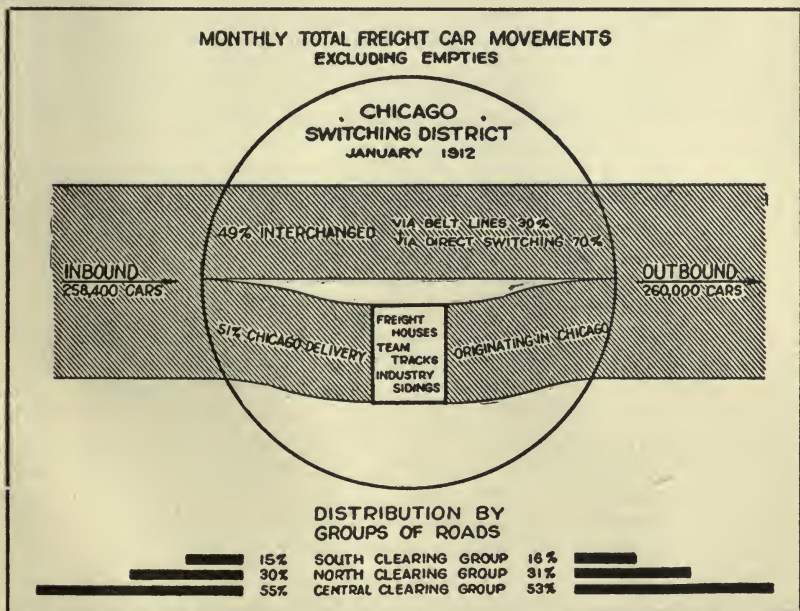 MONTHLY TOTAL FREIGHT CAR MOVEMENTS
EXCLUDING EMPTIES
CHICAGO
SWITCHING DISTRICT
JANUARY 1912
49% INTERCHANGED
VIA BELT LINES 30%
VIA DIRECT SWITCHING 70%
INBOUND
258,400 CARS
OUTBOUND
260,000 CARS
51% CHICAGO DELIVERY
FREIGHT
HOUSES
TEAM
TRACKS
INDUSTRY
SIDINGS
ORIGINATING IN CHICAGO
DISTRIBUTION BY
GROUPS OF ROADS
15% SOUTH CLEARING GROUP 16%
30% NORTH CLEARING GROUP 31%
55% CENTRAL CLEARING GROUP 53%